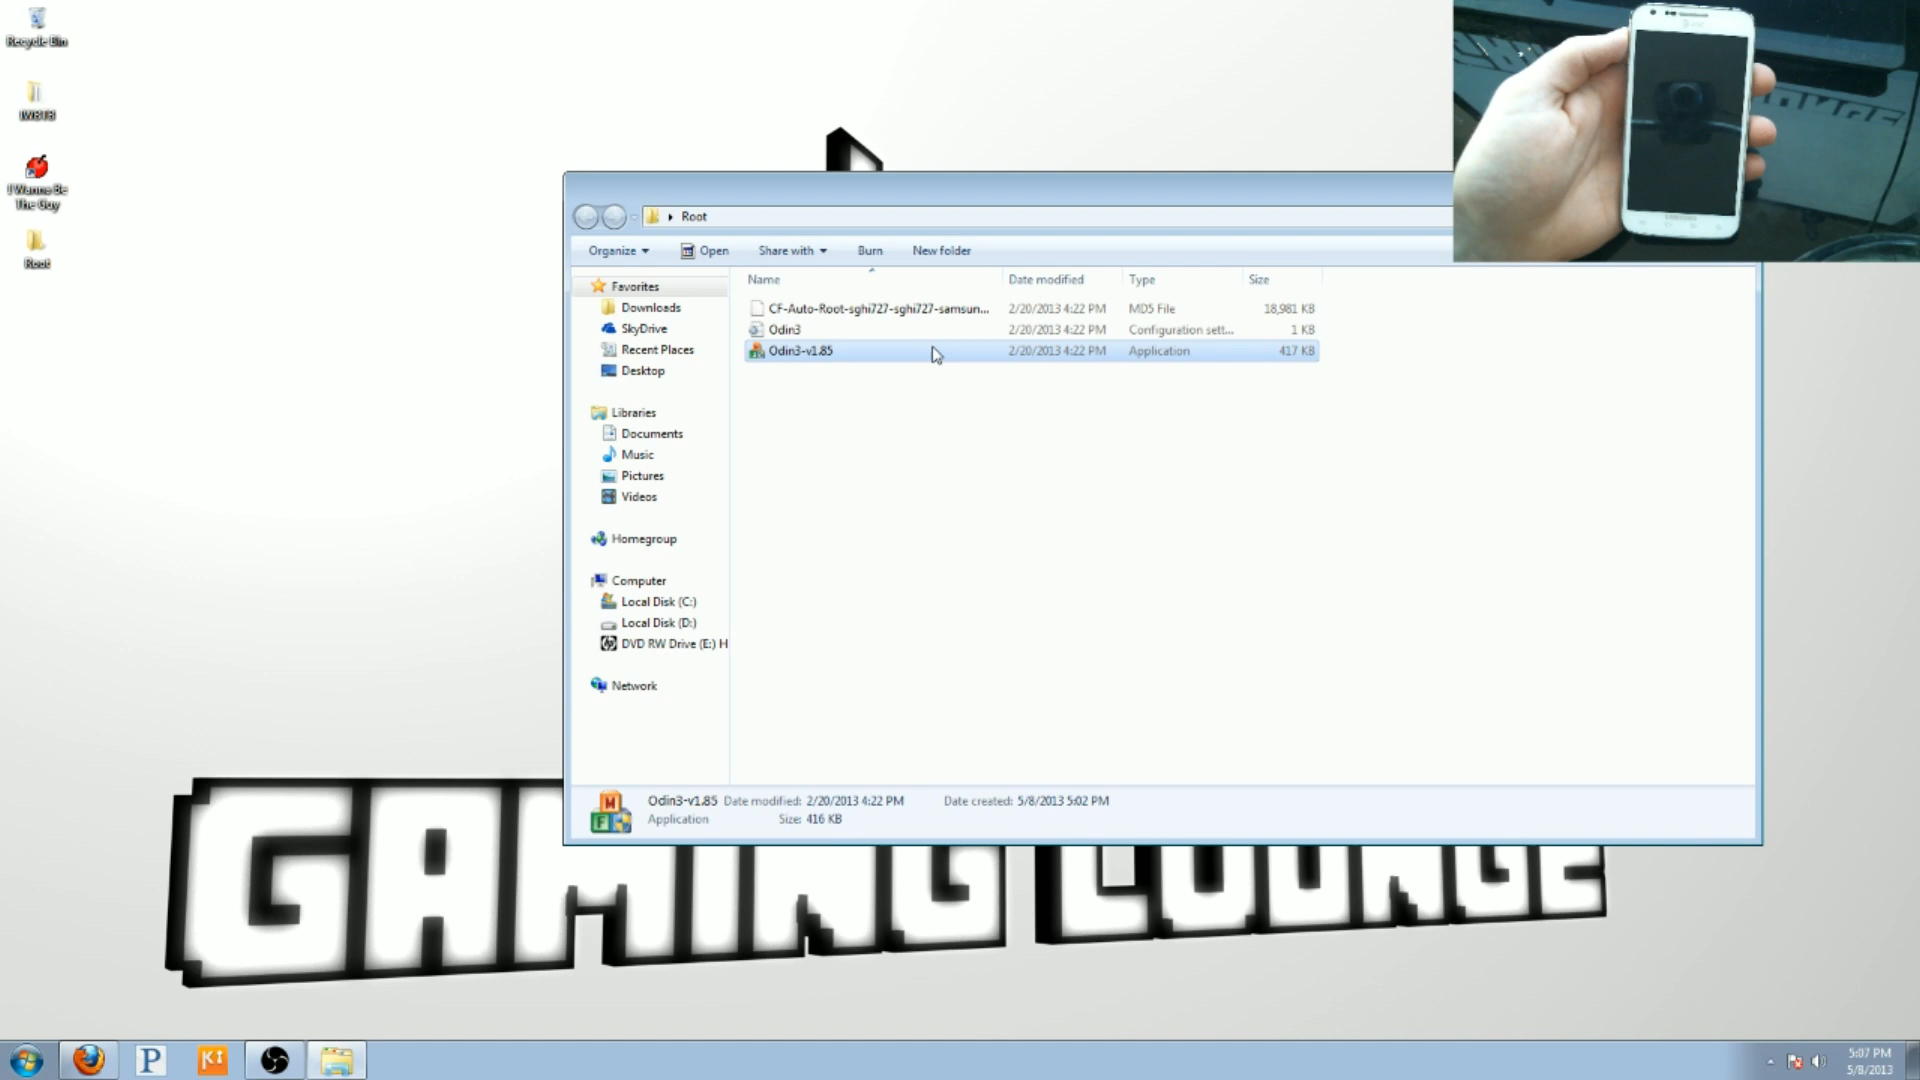 Recycle Bin
IWBTB
I Wanna Be
The Guy
Root
Root
Organize
Open
Share with
Burn
New folder
Name
Date modified
Type
Size
CF-Auto-Root-sghi727-sghi727-samsun...
2/20/2013 4:22 PM
MD5 File
18,981 KB
Odin3
2/20/2013 4:22 PM
Configuration sett...
1 KB
Odin3-v1.85
2/20/2013 4:22 PM
Application
417 KB
Favorites
Downloads
SkyDrive
Recent Places
Desktop
Libraries
Documents
Music
Pictures
Videos
Homegroup
Computer
Local Disk (C:)
Local Disk (D:)
DVD RW Drive (E:) H
Network
Odin3-v1.85 Date modified: 2/20/2013 4:22 PM Date created: 5/8/2013 5:02 PM
Application Size: 416 KB
GAMING LOUNGE
5:07 PM
5/8/2013